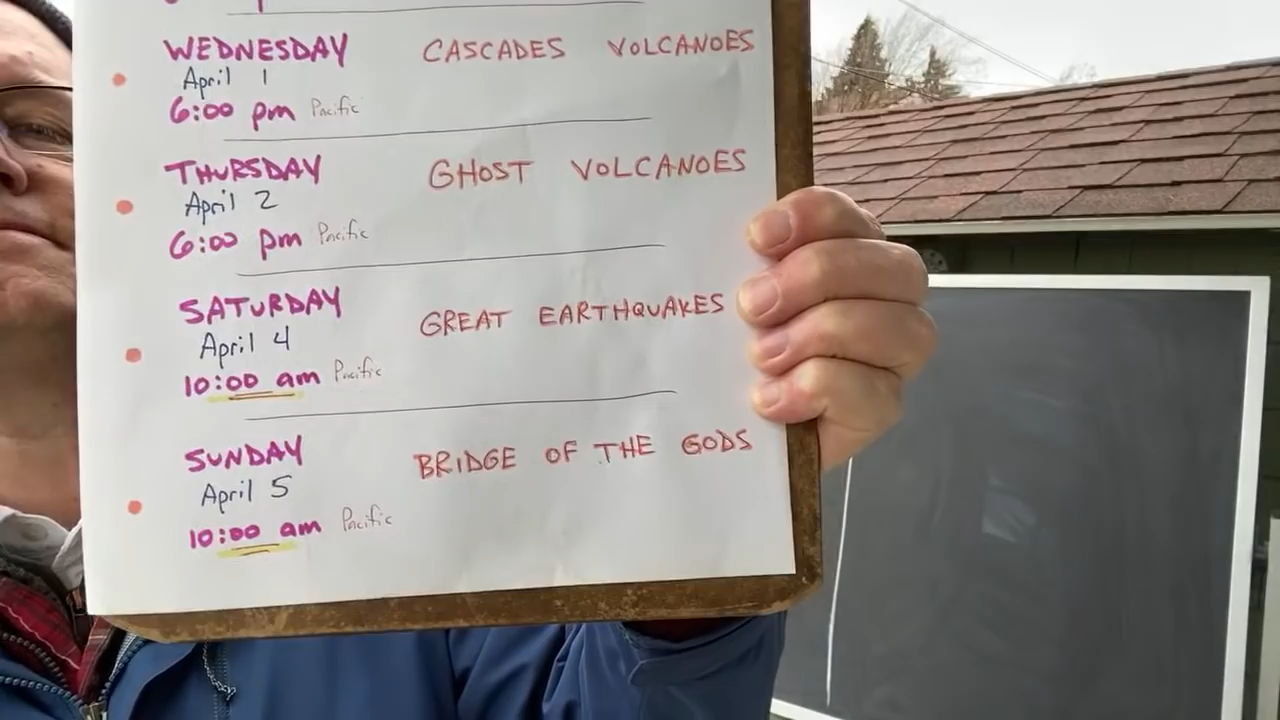 WEDNESDAY CASCADES VOLCANOES
April 1
6:00 pm Pacific
THURSDAY GHOST VOLCANOES
April 2
6:00 pm Pacific
SATURDAY GREAT EARTHQUAKES
April 4
10:00 am Pacific
SUNDAY BRIDGE OF THE GODS
April 5
10:00 am Pacific